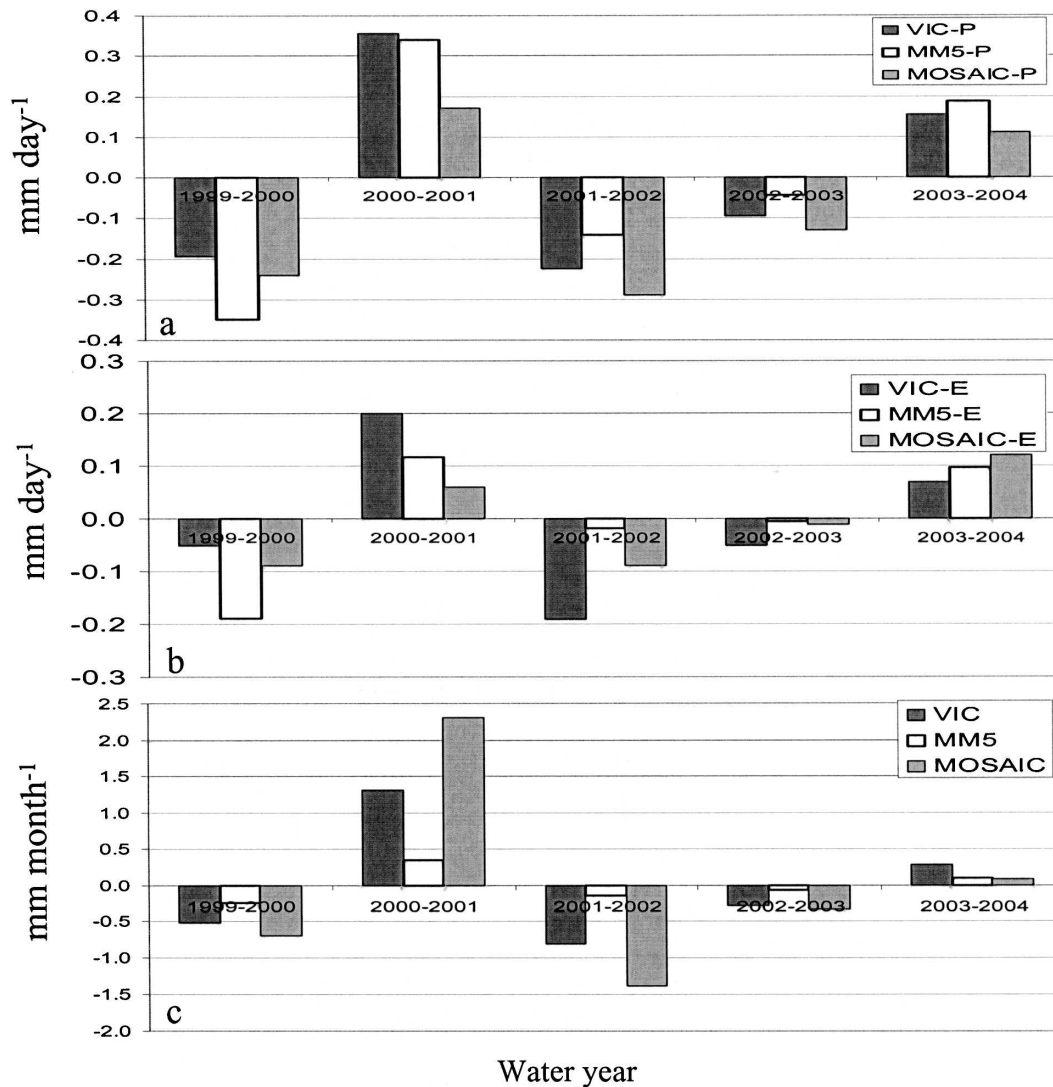 mm day-1
0.4
0.3
0.2
0.1
0.0
-0.1
-0.2
-0.3
-0.4
VIC-P
MM5-P
MOSAIC-P
1999-2000
2000-2001
2001-2002
2002-2003
2003-2004
a
mm day-1
0.3
0.2
0.1
0.0
-0.1
-0.2
-0.3
VIC-E
MM5-E
MOSAIC-E
1999-2000
2000-2001
2001-2002
2002-2003
2003-2004
b
mm month-1
2.5
2.0
1.5
1.0
0.5
0.0
-0.5
-1.0
-1.5
-2.0
VIC
MM5
MOSAIC
1999-2000
2000-2001
2001-2002
2002-2003
2003-2004
c
Water year